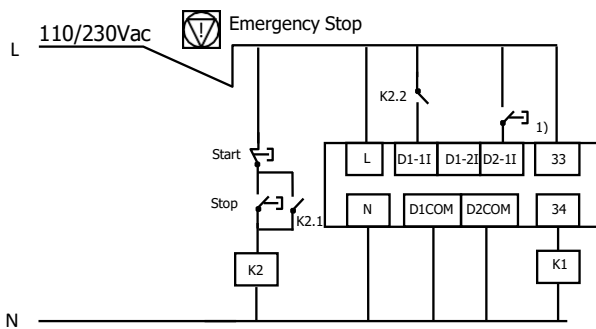 110/230Vac
Emergency Stop
L
K2.2
1)
Start
L D1-1I D1-2I D2-1I 33
Stop
K2.1
N D1COM D2COM 34
K2
K1
N